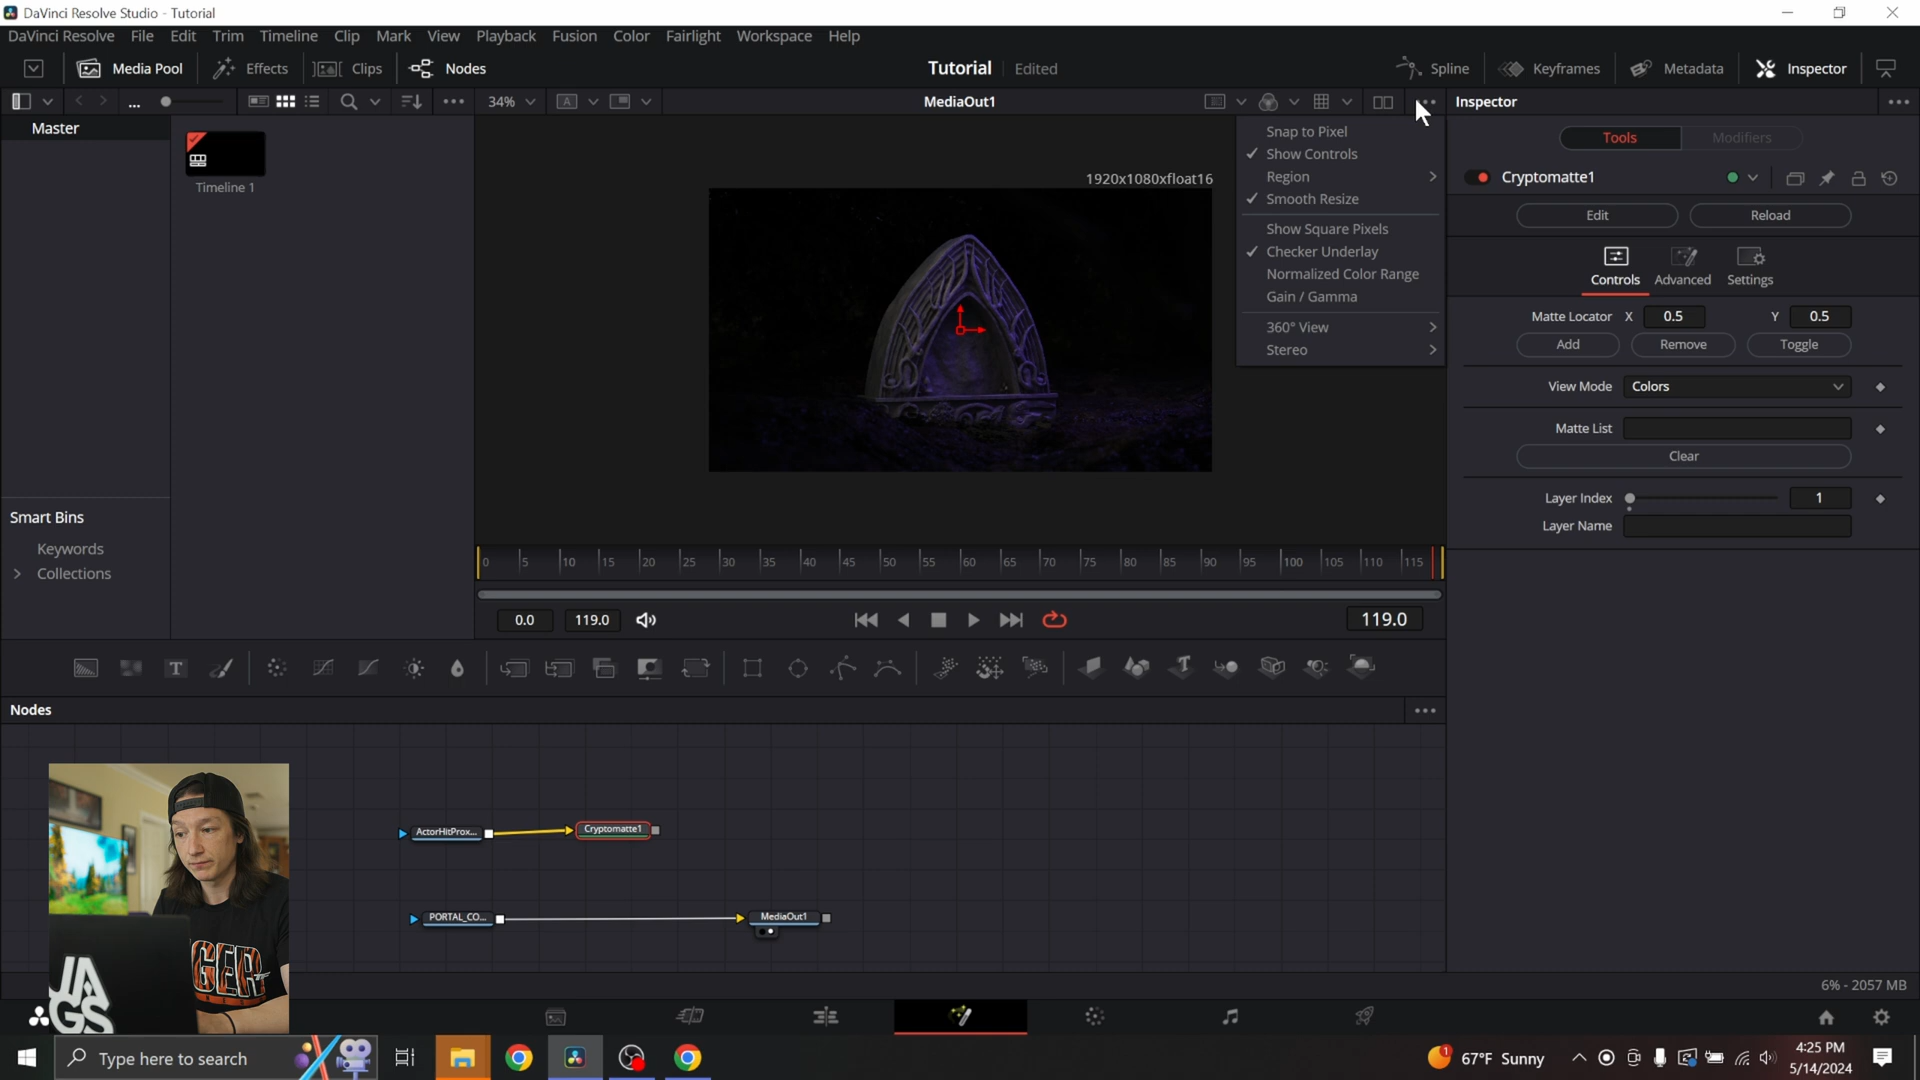 DaVinci Resolve Studio - Tutorial
DaVinci Resolve File Edit Trim Timeline Clip Mark View Playback Fusion Color Fairlight Workspace Help
Media Pool Effects Clips Nodes Tutorial Edited Spline Keyframes Metadata Inspector
... 34% A MediaOut1 Inspector
Master
Timeline 1
Smart Bins
Keywords
Collections
1920x1080xfloat16
Snap to Pixel
Show Controls
Region
Smooth Resize
Show Square Pixels
Checker Underlay
Normalized Color Range
Gain / Gamma
360° View
Stereo
Tools Modifiers
Cryptomatte1
Edit Reload
Controls Advanced Settings
Matte Locator X 0.5 Y 0.5
Add Remove Toggle
View Mode Colors
Matte List
Clear
Layer Index 1
Layer Name
0 5 10 15 20 25 30 35 40 45 50 55 60 65 70 75 80 85 90 95 100 105 110 115
0.0 119.0 119.0
Nodes
ActorHitProx... Cryptomatte1
PORTAL_CO... MediaOut1
JAGS
GER
6% - 2057 MB
Type here to search
1 67°F Sunny
4:25 PM
5/14/2024